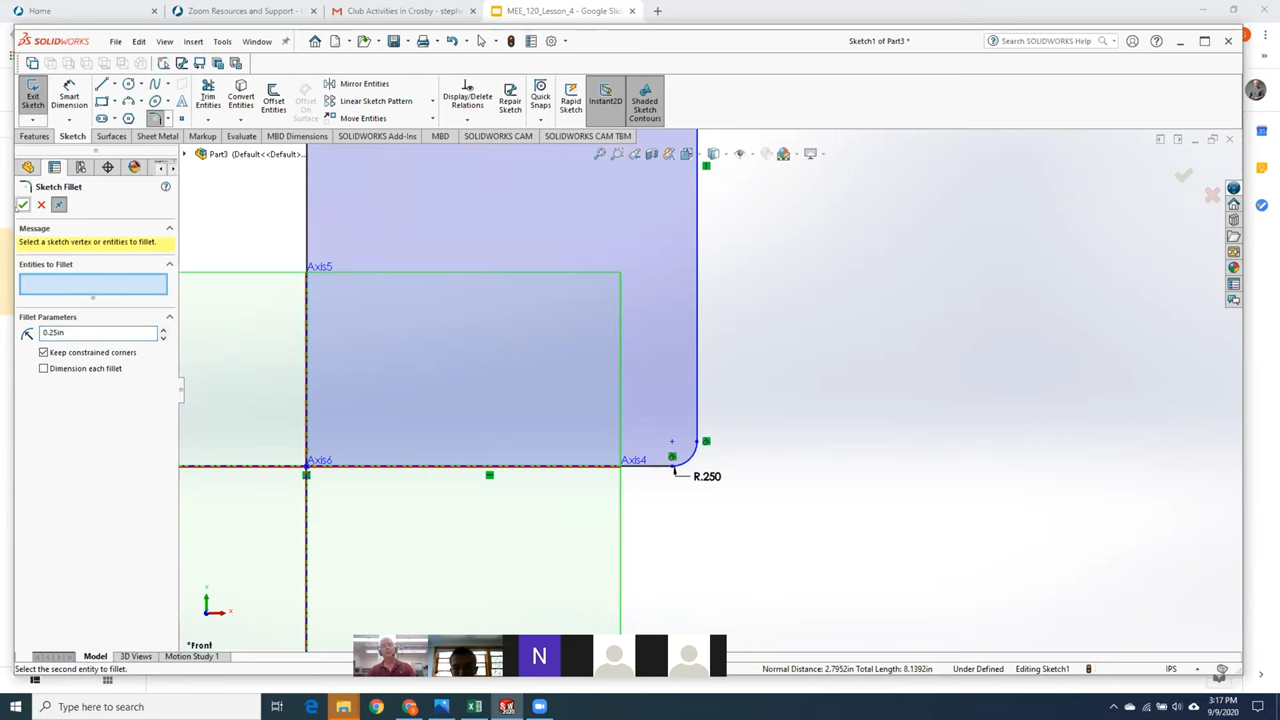 Home
Zoom Resources and Support -
Club Activities in Crosby - steph
MEE_120_Lesson_4 - Google Slid
SOLIDWORKS
File
Edit
View
Insert
Tools
Window
Sketch1 of Part3 *
Search SOLIDWORKS Help
Exit Sketch
Smart Dimension
Trim Entities
Convert Entities
Offset Entities
Offset On Surface
Mirror Entities
Linear Sketch Pattern
Move Entities
Display/Delete Relations
Repair Sketch
Quick Snaps
Rapid Sketch
Instant2D
Shaded Sketch Contours
Features
Sketch
Surfaces
Sheet Metal
Markup
Evaluate
MBD Dimensions
SOLIDWORKS Add-Ins
MBD
SOLIDWORKS CAM
SOLIDWORKS CAM TBM
Part3 (Default<<Default>...
Sketch Fillet
Message
Select a sketch vertex or entities to fillet.
Entities to Fillet
Fillet Parameters
0.25in
Keep constrained corners
Dimension each fillet
Axis5
Axis6
Axis4
R.250
Y
X
*Front
N
Model
3D Views
Motion Study 1
Select the second entity to fillet.
Normal Distance: 2.7952in Total Length: 8.1392in
Under Defined
Editing Sketch1
IPS
Type here to search
3:17 PM
9/9/2020